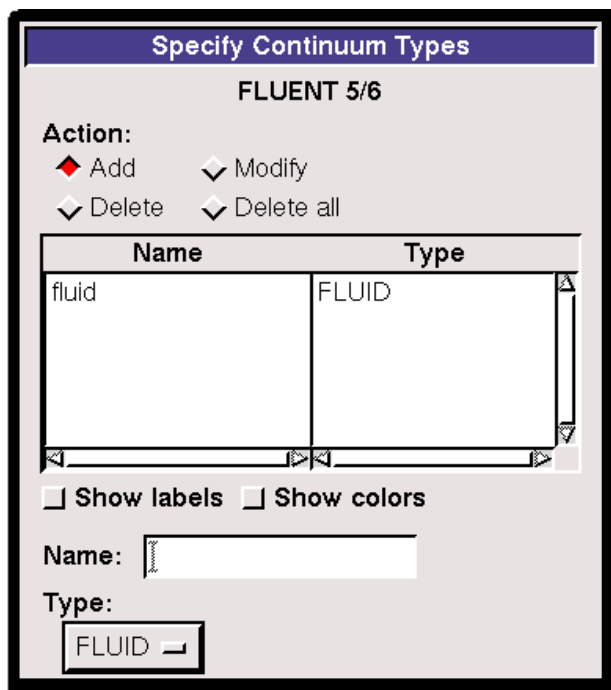 Specify Continuum Types
FLUENT 5/6
Action:
Add Modify
Delete Delete all
Name Type
fluid FLUID
Show labels Show colors
Name:
Type:
FLUID